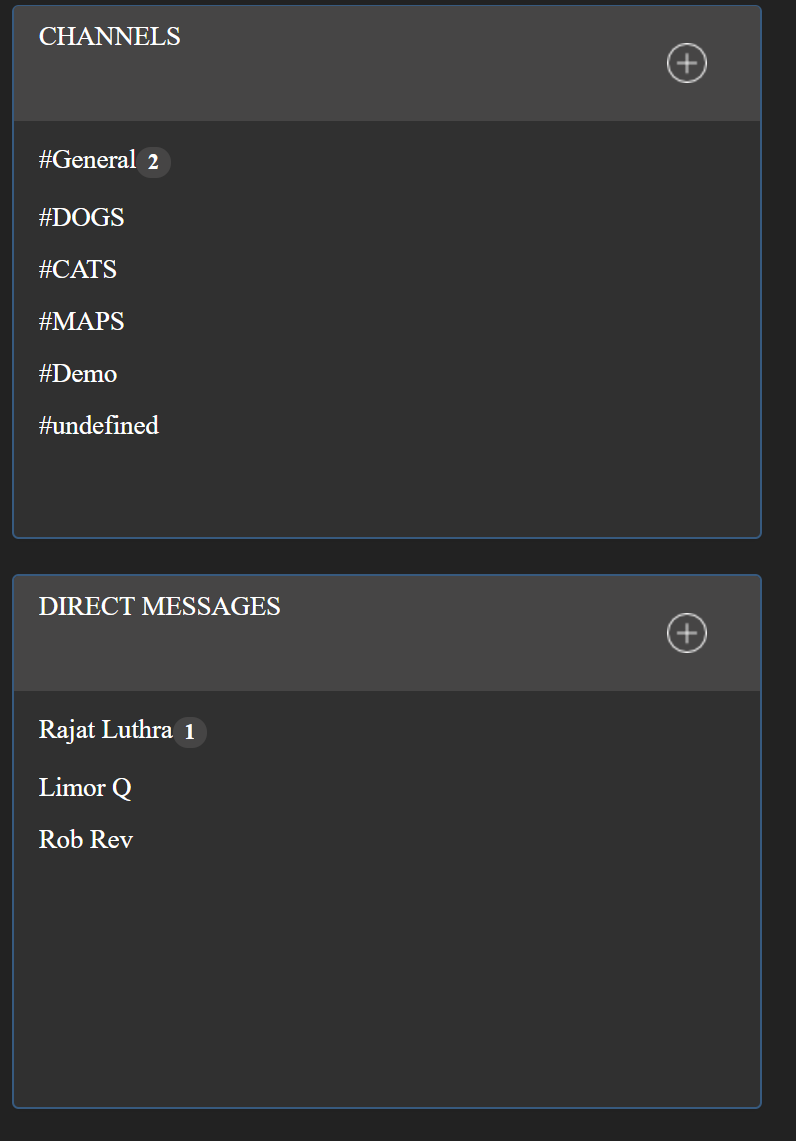 CHANNELS
#General 2
#DOGS
#CATS
#MAPS
#Demo
#undefined
DIRECT MESSAGES
Rajat Luthra 1
Limor Q
Rob Rev